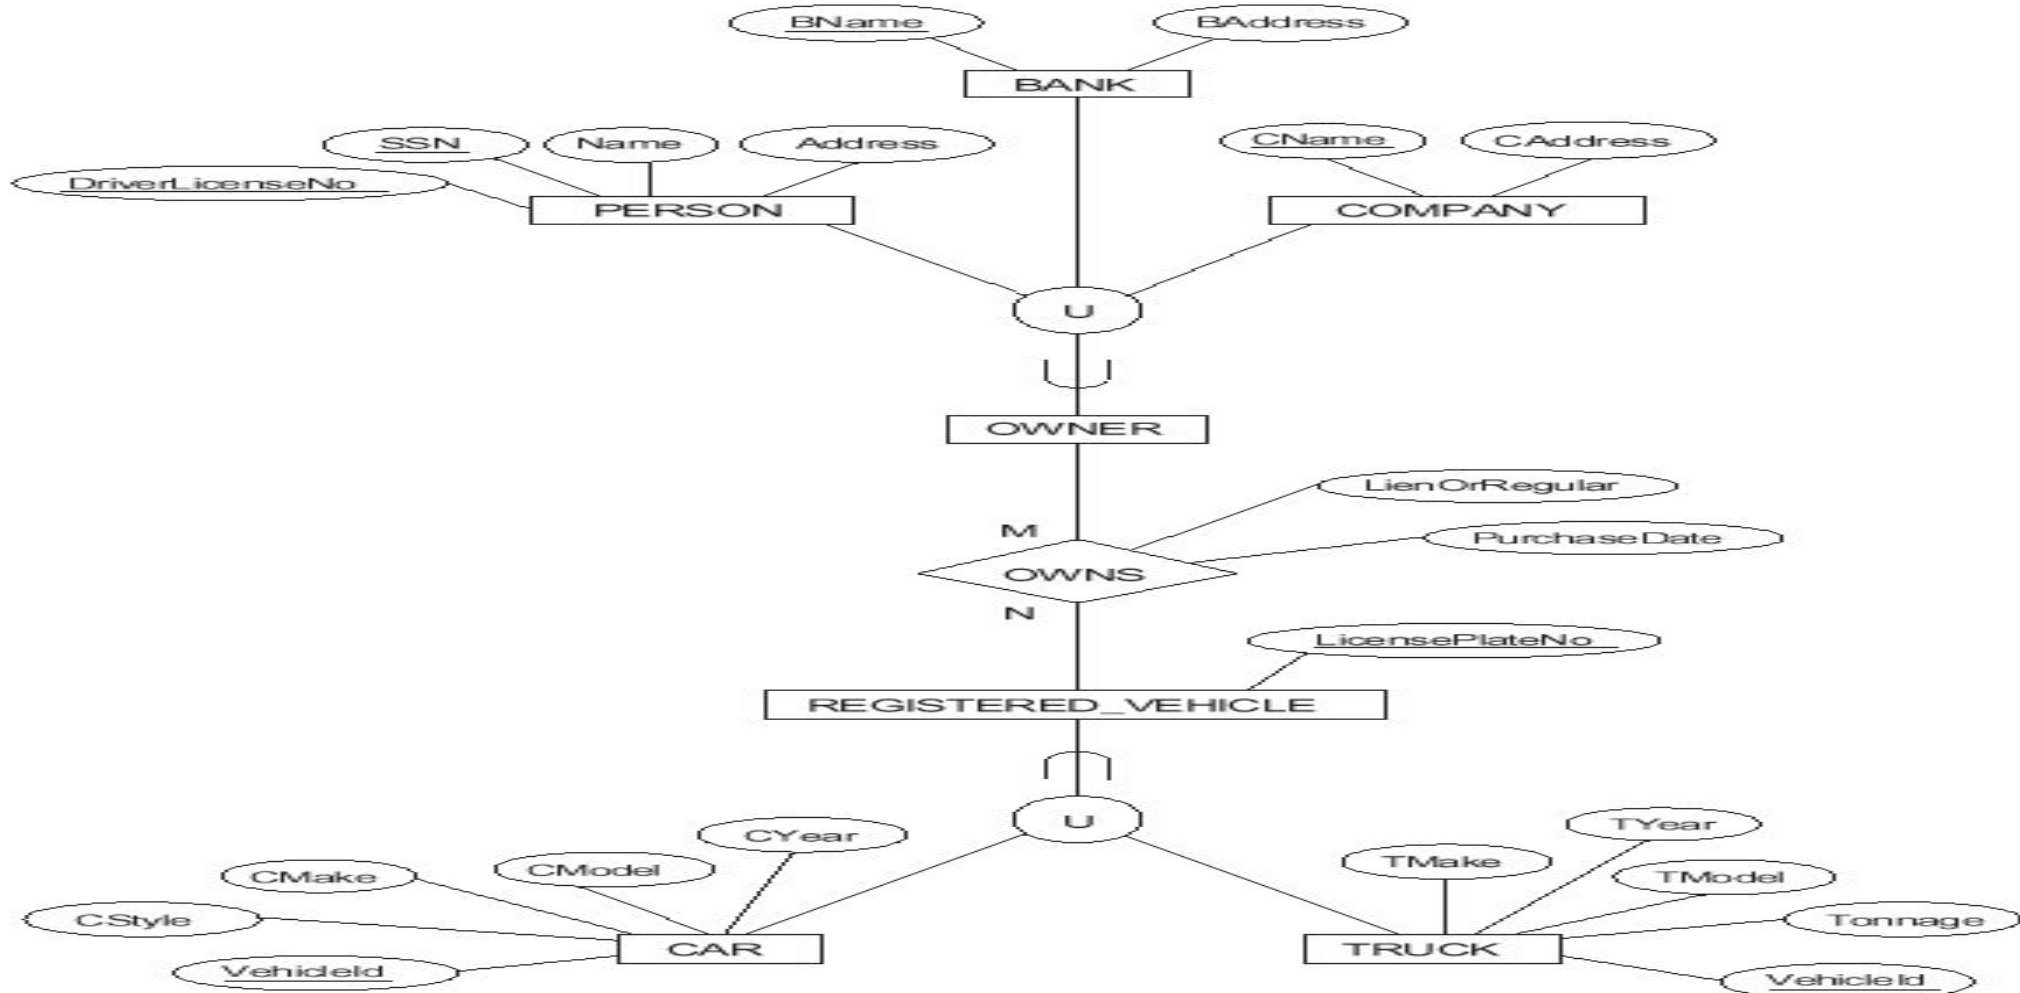 BName
BAddress
BANK
SSN
Name
Address
CName
CAddress
DriverLicenseNo
PERSON
COMPANY
U
OWNER
LienOrRegular
M
PurchaseDate
OWNS
N
LicensePlateNo
REGISTERED_VEHICLE
U
CYear
TYear
CMake
CModel
TMake
TModel
CStyle
Tonnage
CAR
TRUCK
VehicleId
VehicleId